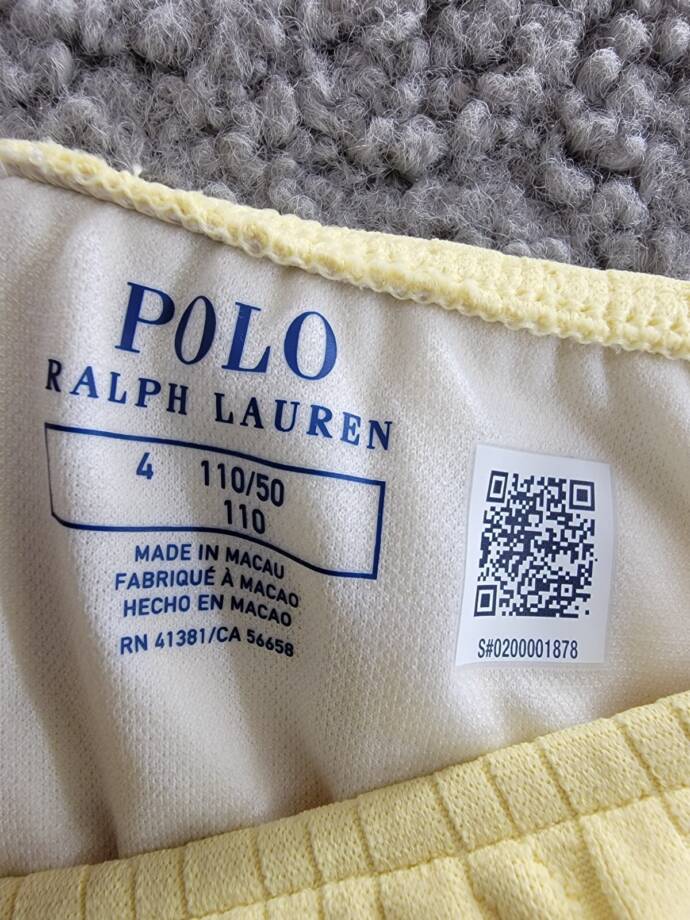 POLO
RALPH LAUREN
4 110/50
110
MADE IN MACAU
FABRIQUÉ À MACAO
HECHO EN MACAO
RN 41381/CA 56658
S#0200001878